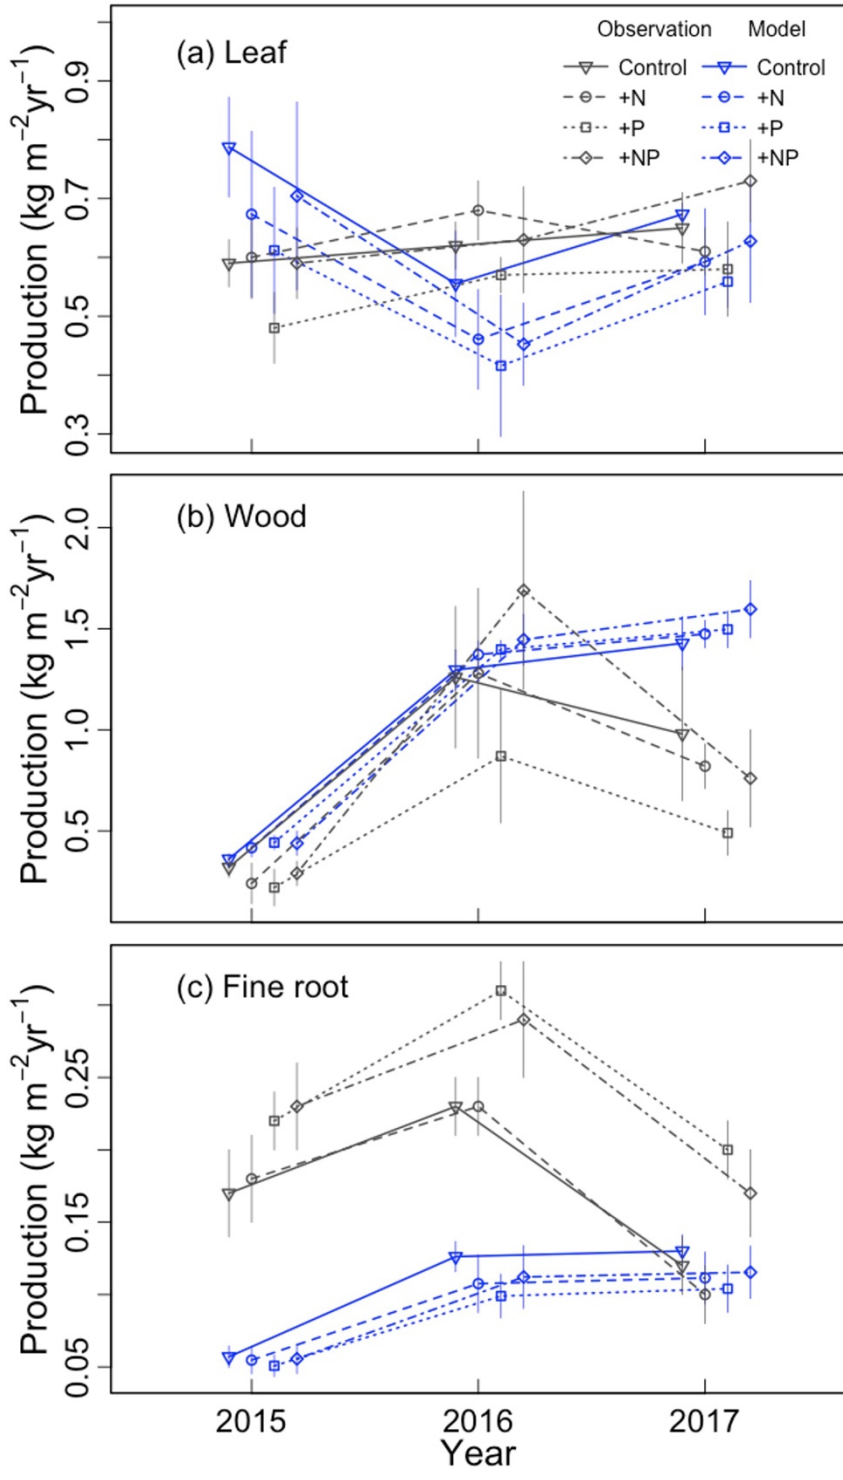 (a) Leaf
Observation Model
Control Control
+N +N
+P +P
+NP +NP
Production (kg m⁻²yr⁻¹)
0.9
0.7
0.5
0.3
(b) Wood
Production (kg m⁻²yr⁻¹)
2.0
1.5
1.0
0.5
(c) Fine root
Production (kg m⁻²yr⁻¹)
0.25
0.15
0.05
2015 2016 2017
Year